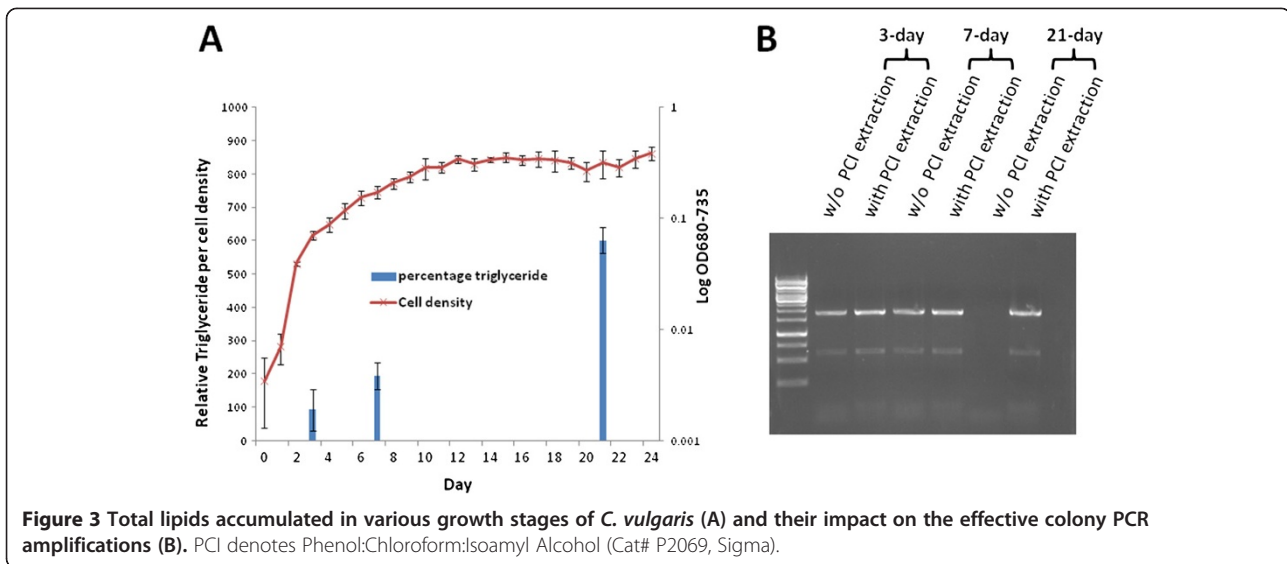 A
Relative Triglyceride per cell density
1000
900
800
700
600
500
400
300
200
100
0
0 2 4 6 8 10 12 14 16 18 20 22 24
Day
percentage triglyceride
Cell density
1
0.1
0.01
0.001
Log OD680-735
B
3-day 7-day 21-day
w/o PCI extraction
with PCI extraction
w/o PCI extraction
with PCI extraction
w/o PCI extraction
with PCI extraction
Figure 3 Total lipids accumulated in various growth stages of C. vulgaris (A) and their impact on the effective colony PCR
amplifications (B). PCI denotes Phenol:Chloroform:Isoamyl Alcohol (Cat# P2069, Sigma).